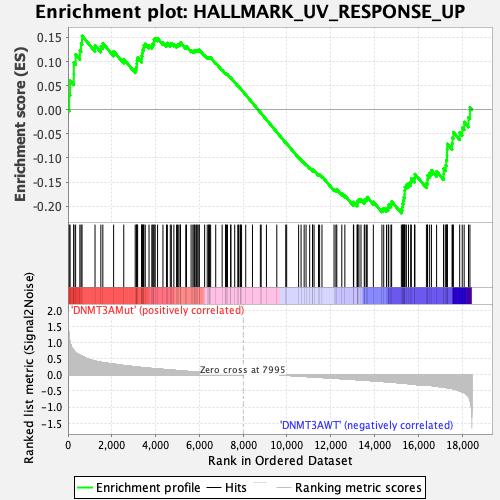 Enrichment plot: HALLMARK_UV_RESPONSE_UP
Enrichment score (ES)
0.15
0.10
0.05
0.00
-0.05
-0.10
-0.15
-0.20
Ranked list metric (Signal2Noise)
2.0
1.5
1.0
0.5
0.0
-0.5
-1.0
-1.5
'DNMT3AMut' (positively correlated)
Zero cross at 7995
'DNMT3AWT' (negatively correlated)
0
2,000
4,000
6,000
8,000
10,000
12,000
14,000
16,000
18,000
Rank in Ordered Dataset
Enrichment profile
Hits
Ranking metric scores